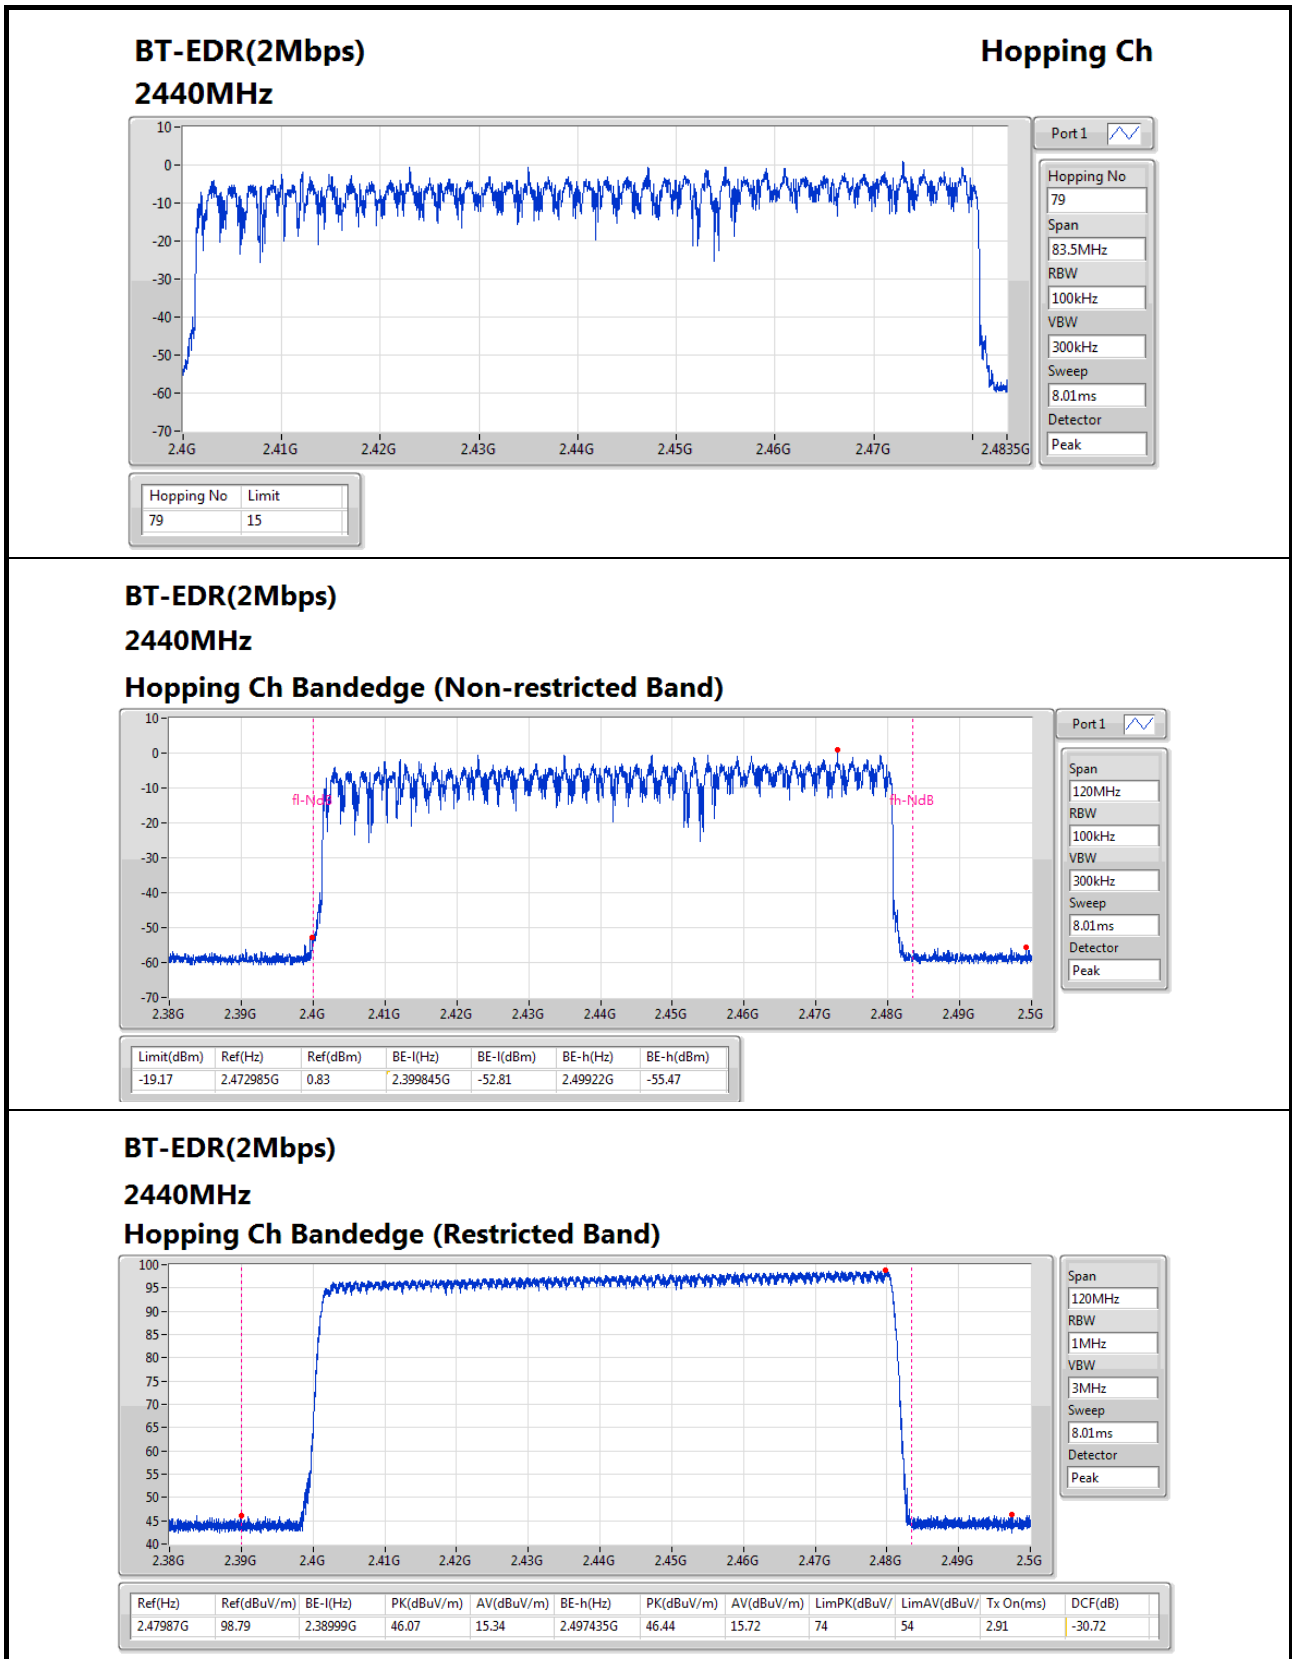 BT-EDR(2Mbps) Hopping Ch
2440MHz
Port 1
10
0
-10
-20
-30
-40
-50
-60
-70
2.4G 2.41G 2.42G 2.43G 2.44G 2.45G 2.46G 2.47G 2.4835G
Hopping No
79
Span
83.5MHz
RBW
100kHz
VBW
300kHz
Sweep
8.01ms
Detector
Peak
Hopping No Limit
79 15
BT-EDR(2Mbps)
2440MHz
Hopping Ch Bandedge (Non-restricted Band)
Port 1
10
0
-10
-20
-30
-40
-50
-60
-70
fl-NdB fh-NdB
2.38G 2.39G 2.4G 2.41G 2.42G 2.43G 2.44G 2.45G 2.46G 2.47G 2.48G 2.49G 2.5G
Span
120MHz
RBW
100kHz
VBW
300kHz
Sweep
8.01ms
Detector
Peak
Limit(dBm) Ref(Hz) Ref(dBm) BE-l(Hz) BE-l(dBm) BE-h(Hz) BE-h(dBm)
-19.17 2.472985G 0.83 2.399845G -52.81 2.49922G -55.47
BT-EDR(2Mbps)
2440MHz
Hopping Ch Bandedge (Restricted Band)
100
95
90
85
80
75
70
65
60
55
50
45
40
2.38G 2.39G 2.4G 2.41G 2.42G 2.43G 2.44G 2.45G 2.46G 2.47G 2.48G 2.49G 2.5G
Span
120MHz
RBW
1MHz
VBW
3MHz
Sweep
8.01ms
Detector
Peak
Ref(Hz) Ref(dBuV/m) BE-l(Hz) PK(dBuV/m) AV(dBuV/m) BE-h(Hz) PK(dBuV/m) AV(dBuV/m) LimPK(dBuV/ LimAV(dBuV/ Tx On(ms) DCF(dB)
2.47987G 98.79 2.38999G 46.07 15.34 2.497435G 46.44 15.72 74 54 2.91 -30.72